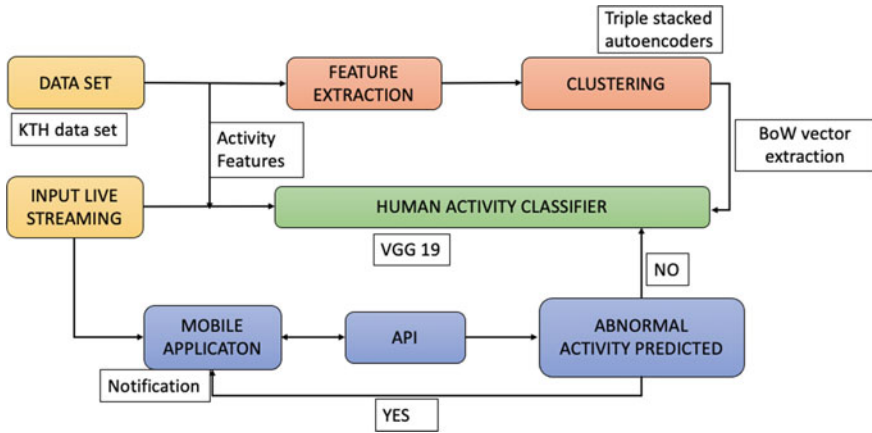 Triple stacked
autoencoders
DATA SET
FEATURE
EXTRACTION
CLUSTERING
KTH data set
Activity
Features
BoW vector
extraction
INPUT LIVE
STREAMING
HUMAN ACTIVITY CLASSIFIER
VGG 19
NO
MOBILE
APPLICATON
API
ABNORMAL
ACTIVITY PREDICTED
Notification
YES